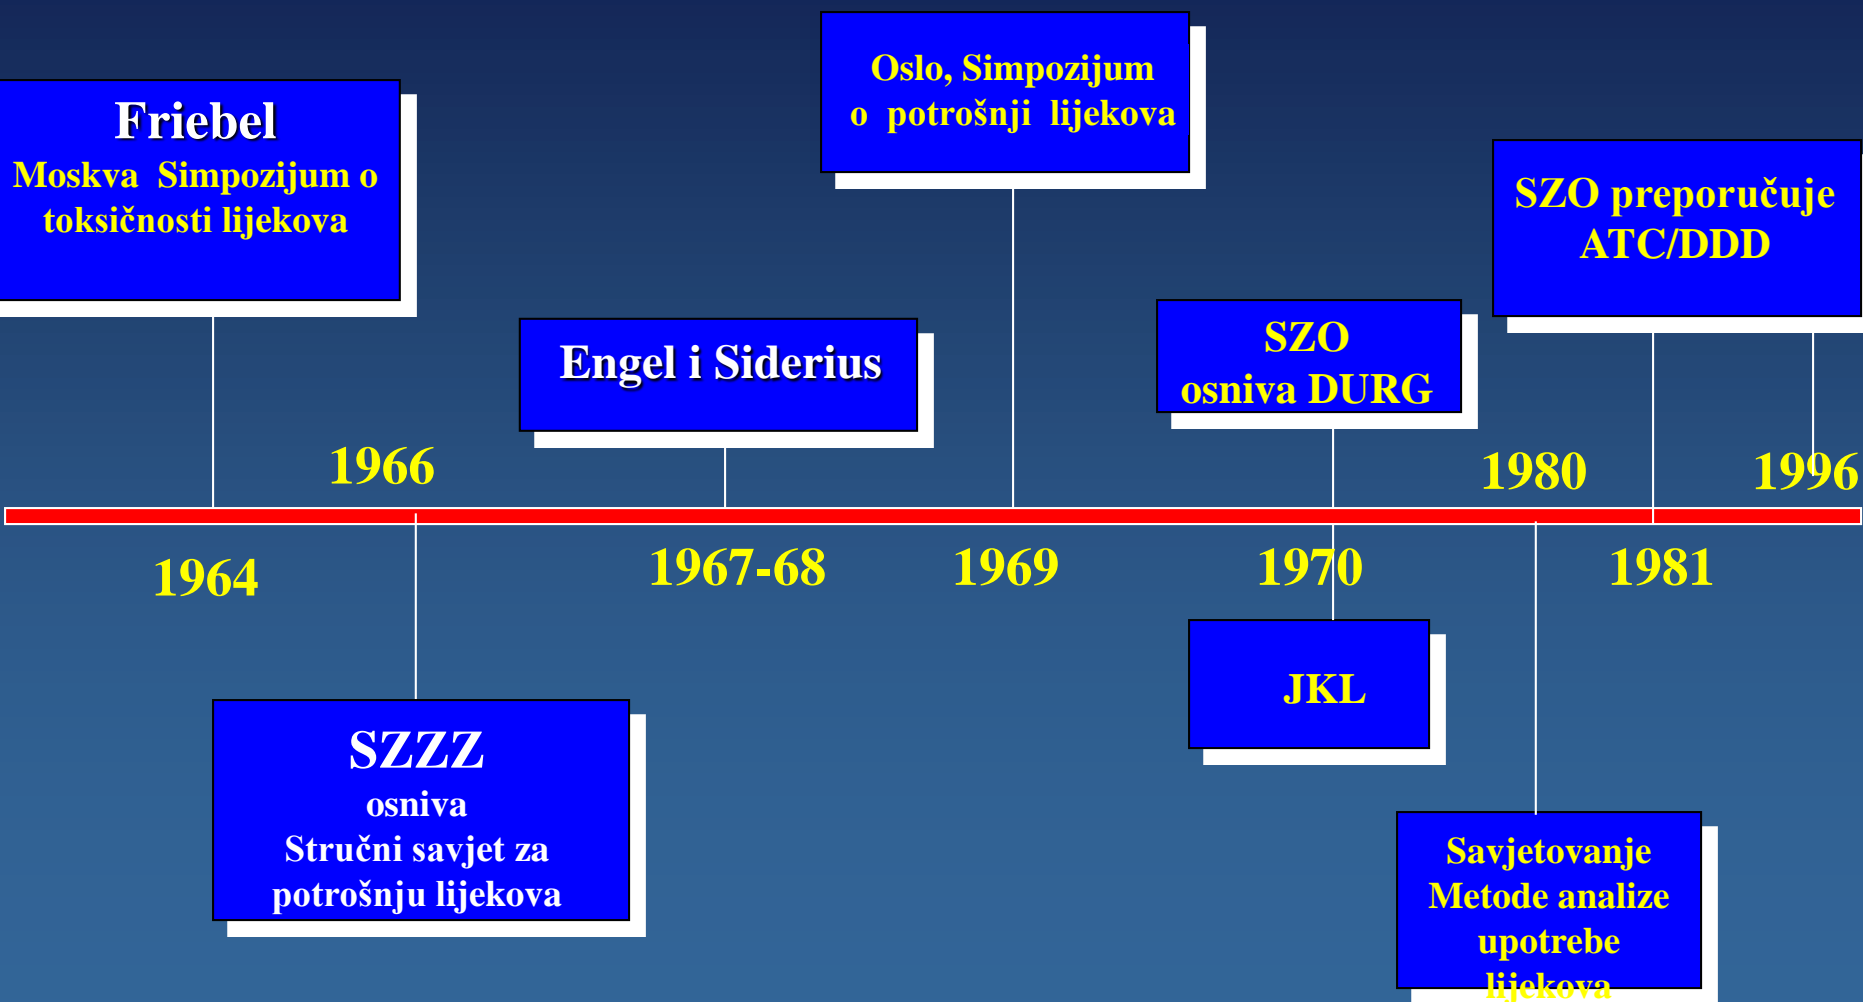 Friebel
Moskva Simpozijum o
toksičnosti lijekova
Oslo, Simpozijum
o potrošnji lijekova
SZO preporučuje
ATC/DDD
Engel i Siderius
SZO
osniva DURG
1966
1980
1996
1964
1967-68
1969
1970
1981
SZZZ
osniva
Stručni savjet za
potrošnju lijekova
JKL
Savjetovanje
Metode analize
upotrebe
lijekova